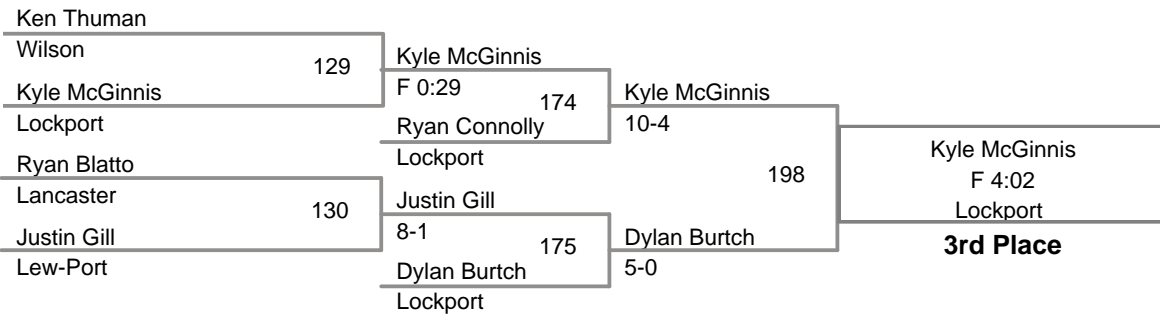 Ken Thuman
Wilson
129
Kyle McGinnis
Lockport
Ryan Blatto
Lancaster
130
Justin Gill
Lew-Port
Kyle McGinnis
F 0:29
174
Ryan Connolly
Lockport
Justin Gill
8-1
175
Dylan Burtch
Lockport
Kyle McGinnis
10-4
198
Dylan Burtch
5-0
Kyle McGinnis
F 4:02
Lockport
3rd Place